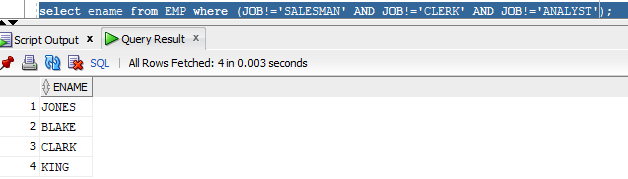 select ename from EMP where (JOB!='SALESMAN' AND JOB!='CLERK' AND JOB!='ANALYST');
Script Output x Query Result x
SQL | All Rows Fetched: 4 in 0.003 seconds
ENAME
1 JONES
2 BLAKE
3 CLARK
4 KING